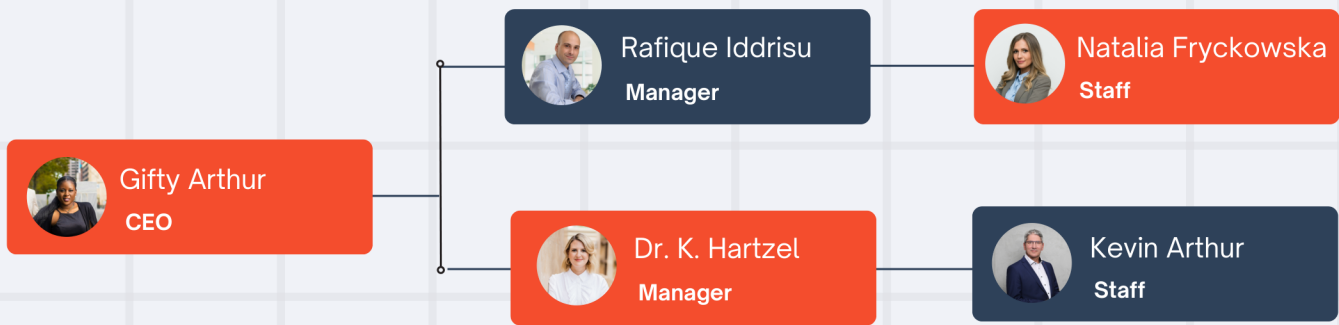 Rafique Iddrisu
Manager
Natalia Fryckowska
Staff
Gifty Arthur
CEO
Dr. K. Hartzel
Manager
Kevin Arthur
Staff